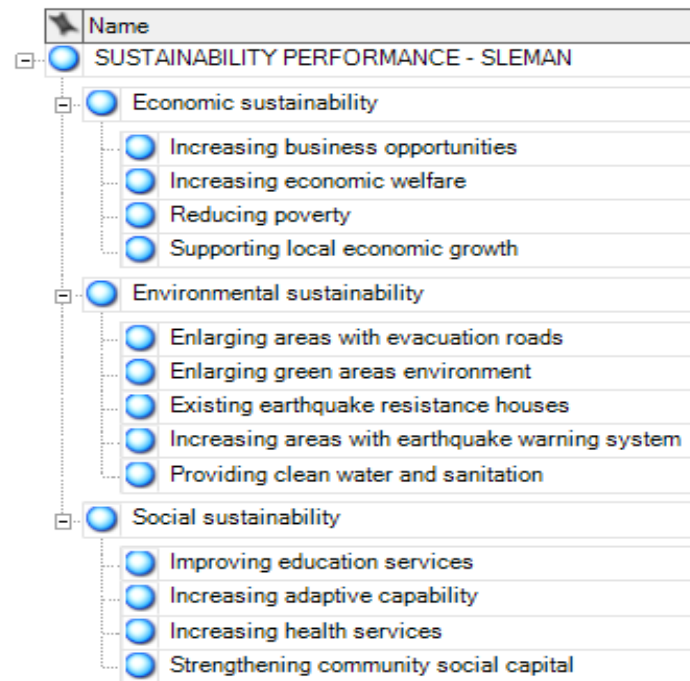 Name
SUSTAINABILITY PERFORMANCE - SLEMAN
Economic sustainability
Increasing business opportunities
Increasing economic welfare
Reducing poverty
Supporting local economic growth
Environmental sustainability
Enlarging areas with evacuation roads
Enlarging green areas environment
Existing earthquake resistance houses
Increasing areas with earthquake warning system
Providing clean water and sanitation
Social sustainability
Improving education services
Increasing adaptive capability
Increasing health services
Strengthening community social capital